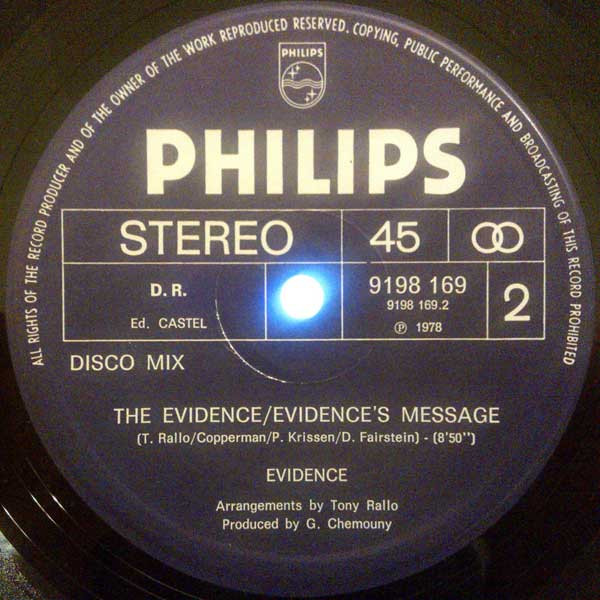 ALL RIGHTS OF THE RECORD PRODUCER AND OF THE OWNER OF THE WORK REPRODUCED RESERVED. COPYING, PUBLIC PERFORMANCE AND BROADCASTING OF THIS RECORD PROHIBITED
PHILIPS
PHILIPS
STEREO 45
D.R. 9198 169 2
9198 169.2
Ed. CASTEL ℗ 1978
DISCO MIX
THE EVIDENCE/EVIDENCE'S MESSAGE
(T. Rallo/Copperman/P. Krissen/D. Fairstein) - (8'50'')
EVIDENCE
Arrangements by Tony Rallo
Produced by G. Chemouny